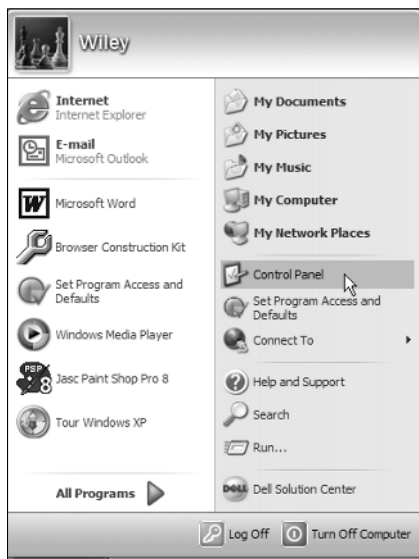 Wiley
Internet
Internet Explorer
E-mail
Microsoft Outlook
W
Microsoft Word
Browser Construction Kit
Set Program Access and
Defaults
Windows Media Player
PSP
8
Jasc Paint Shop Pro 8
Tour Windows XP
All Programs
My Documents
My Pictures
My Music
My Computer
My Network Places
Control Panel
Set Program Access and
Defaults
Connect To
Help and Support
Search
Run...
DELL
Dell Solution Center
Log Off
Turn Off Computer